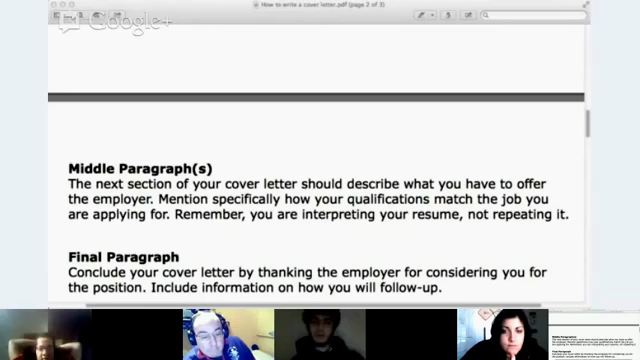 How to write a cover letter.pdf (page 2 of 3)
Google+
Middle Paragraph(s)
The next section of your cover letter should describe what you have to offer
the employer. Mention specifically how your qualifications match the job you
are applying for. Remember, you are interpreting your resume, not repeating it.
Final Paragraph
Conclude your cover letter by thanking the employer for considering you for
the position. Include information on how you will follow-up.